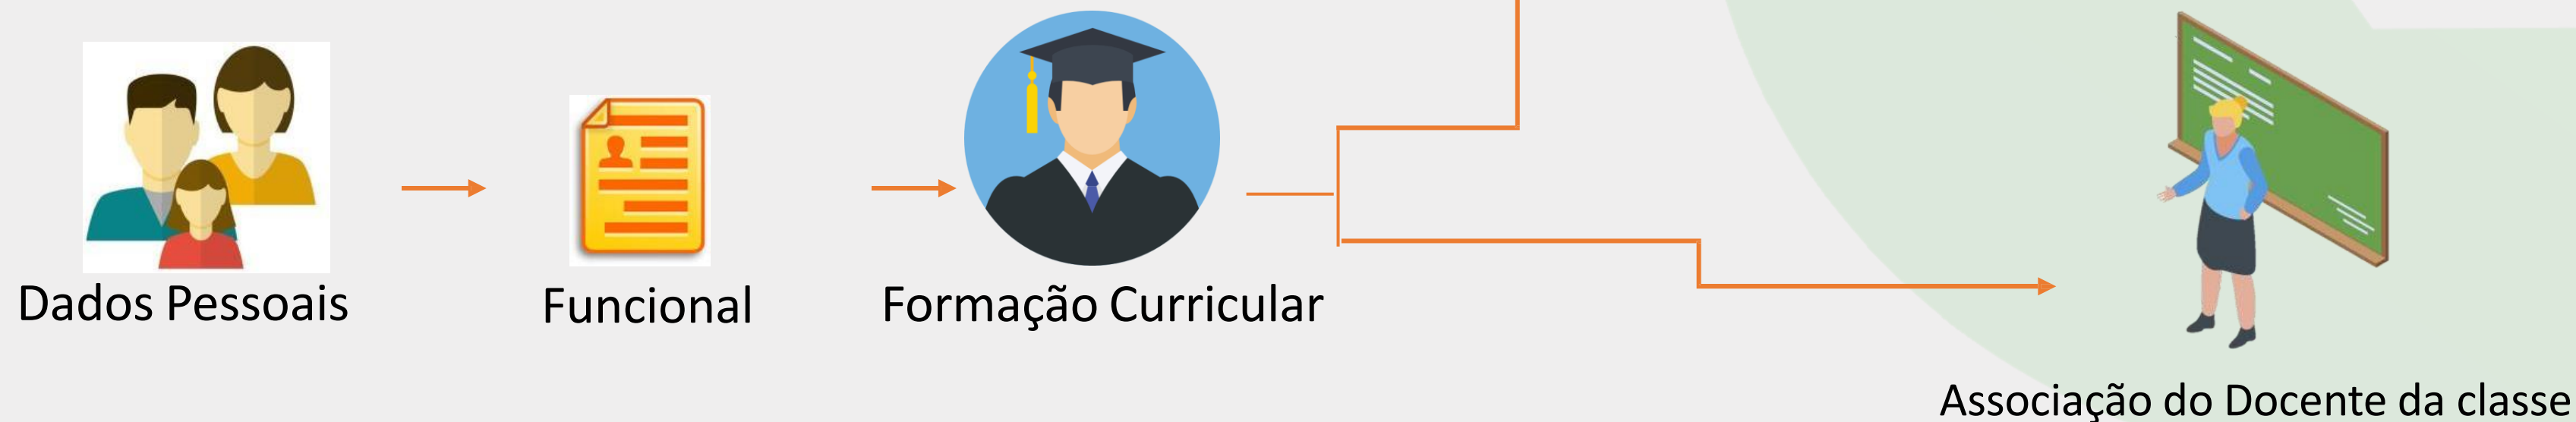 Dados Pessoais
Funcional
Formação Curricular
Associação do Docente da classe